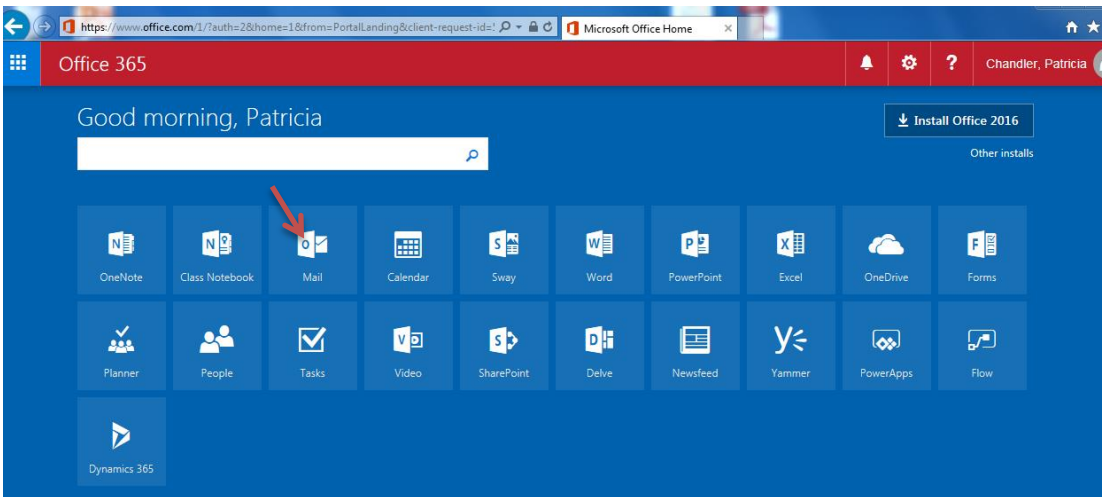 https://www.office.com/1/?auth=2&home=1&from=PortalLanding&client-request-id=
Microsoft Office Home
Office 365
?
Chandler, Patricia
Good morning, Patricia
Install Office 2016
Other installs
OneNote
Class Notebook
Mail
Calendar
Sway
Word
PowerPoint
Excel
OneDrive
Forms
Planner
People
Tasks
Video
SharePoint
Delve
Newsfeed
Yammer
PowerApps
Flow
Dynamics 365